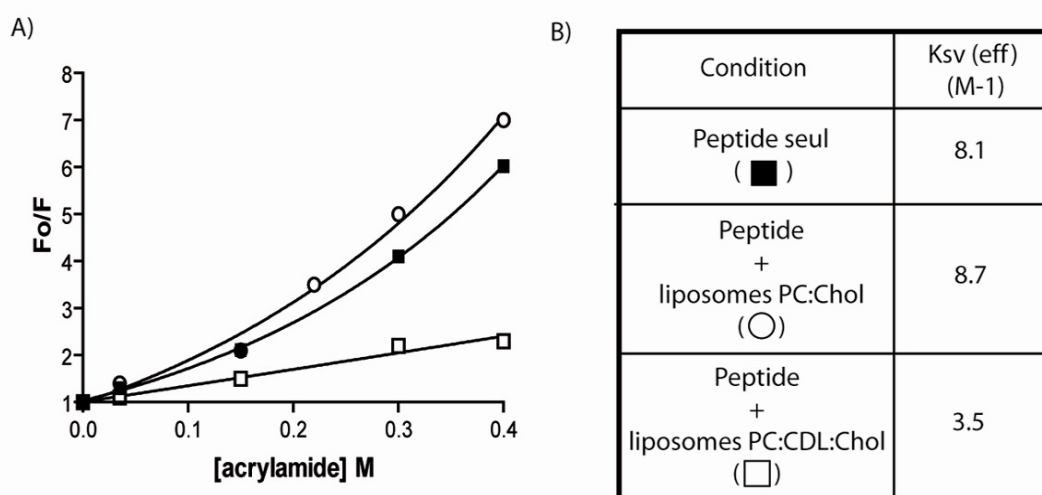 A)
8
7
6
5
4
3
2
1
Fo/F
0.0 0.1 0.2 0.3 0.4
[acrylamide] M
B)
Condition
Ksv (eff)
(M-1)
Peptide seul
( ■ )
8.1
Peptide
+
liposomes PC:Chol
( ○ )
8.7
Peptide
+
liposomes PC:CDL:Chol
( □ )
3.5